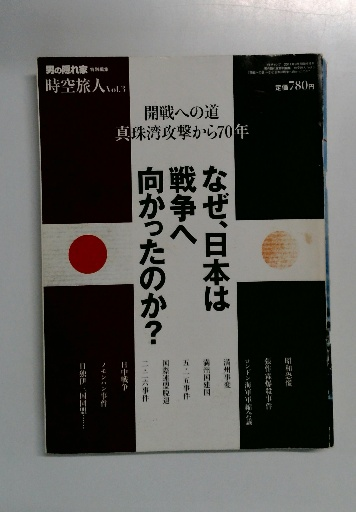 男の隠れ家 特別編集
時空旅人 Vol.3
定価780円
開戦への道
真珠湾攻撃から70年
なぜ、日本は
戦争へ
向かったのか?
昭和恐慌
張作霖爆殺事件
ロンドン海軍軍縮会議
満州事変
満州国建国
五・一五事件
国際連盟脱退
二・二六事件
日中戦争
ノモンハン事件
日独伊三国同盟……